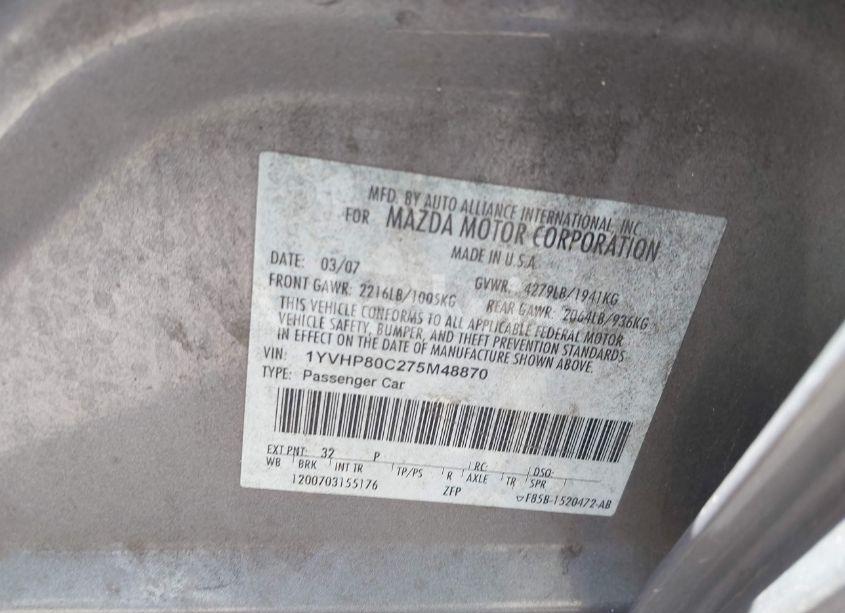 MFD. BY AUTO ALLIANCE INTERNATIONAL, INC.
FOR MAZDA MOTOR CORPORATION
MADE IN U.S.A.
DATE: 03/07 GVWR: 4279LB/1941KG
FRONT GAWR: 2216LB/1005KG REAR GAWR: 2064LB/936KG
THIS VEHICLE CONFORMS TO ALL APPLICABLE FEDERAL MOTOR
VEHICLE SAFETY, BUMPER, AND THEFT PREVENTION STANDARDS
IN EFFECT ON THE DATE OF MANUFACTURE SHOWN ABOVE.
VIN: 1YVHP80C275M48870
TYPE: Passenger Car
EXT PNT: 32 P RC: DSO:
WB BRK INT TR TP/PS R AXLE TR SPR
1200703155176 ZFP F85B-1520472-AB